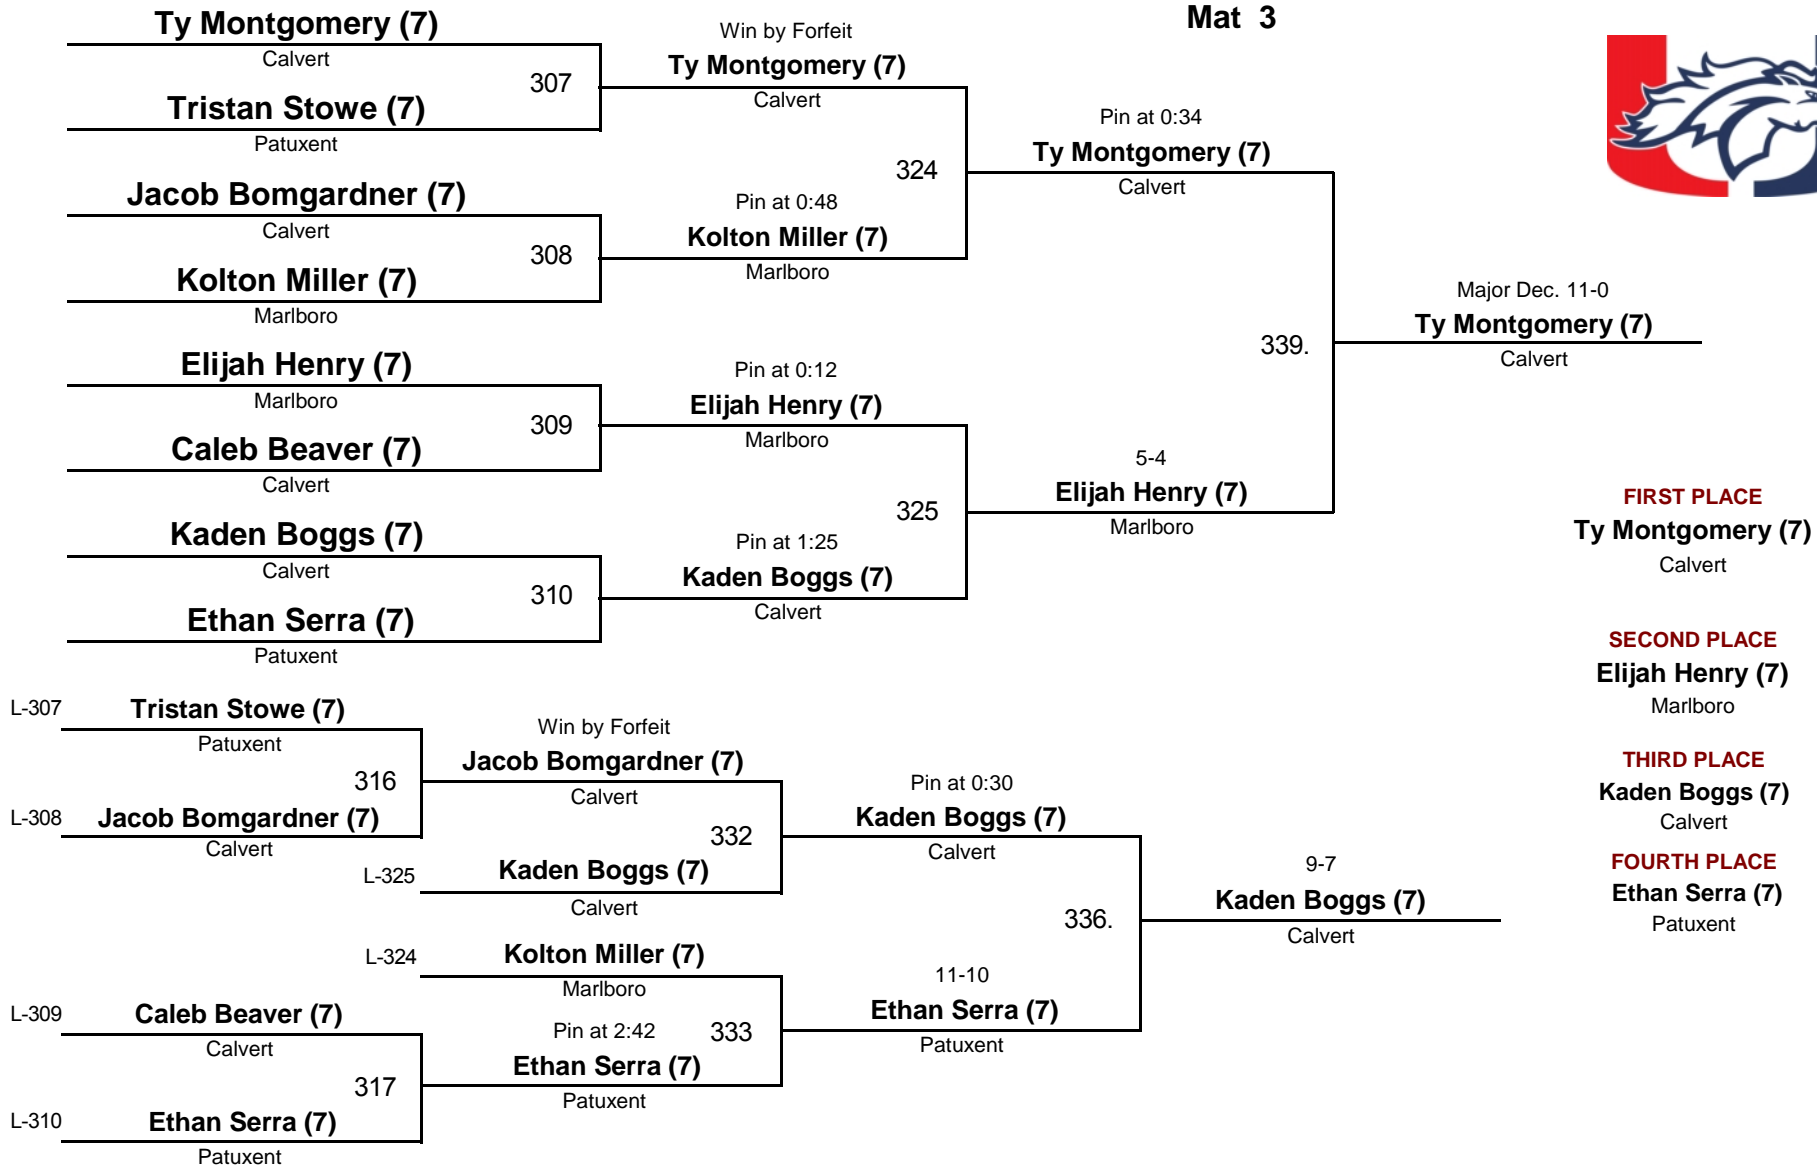 Mat 3
Ty Montgomery (7)
Calvert
307
Tristan Stowe (7)
Patuxent
Jacob Bomgardner (7)
Calvert
308
Kolton Miller (7)
Marlboro
Elijah Henry (7)
Marlboro
309
Caleb Beaver (7)
Calvert
Kaden Boggs (7)
Calvert
310
Ethan Serra (7)
Patuxent
Win by Forfeit
Ty Montgomery (7)
Calvert
324
Pin at 0:48
Kolton Miller (7)
Marlboro
Pin at 0:12
Elijah Henry (7)
Marlboro
325
Pin at 1:25
Kaden Boggs (7)
Calvert
Pin at 0:34
Ty Montgomery (7)
Calvert
339.
5-4
Elijah Henry (7)
Marlboro
Major Dec. 11-0
Ty Montgomery (7)
Calvert
FIRST PLACE
Ty Montgomery (7)
Calvert
SECOND PLACE
Elijah Henry (7)
Marlboro
THIRD PLACE
Kaden Boggs (7)
Calvert
FOURTH PLACE
Ethan Serra (7)
Patuxent
L-307
Tristan Stowe (7)
Patuxent
316
L-308
Jacob Bomgardner (7)
Calvert
Win by Forfeit
Jacob Bomgardner (7)
Calvert
332
L-325
Kaden Boggs (7)
Calvert
L-324
Kolton Miller (7)
Marlboro
333
L-309
Caleb Beaver (7)
Calvert
317
L-310
Ethan Serra (7)
Patuxent
Pin at 2:42
Ethan Serra (7)
Patuxent
Pin at 0:30
Kaden Boggs (7)
Calvert
336.
11-10
Ethan Serra (7)
Patuxent
9-7
Kaden Boggs (7)
Calvert